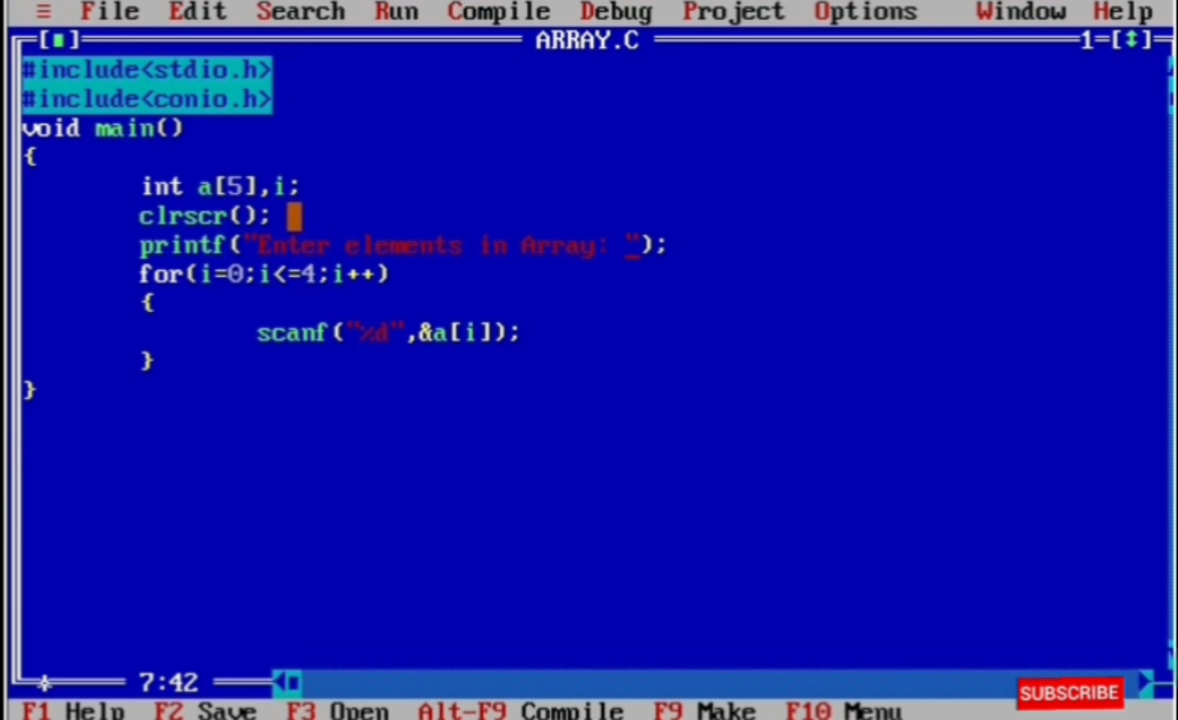 ≡ File Edit Search Run Compile Debug Project Options Window Help
[■] ARRAY.C 1=[↕]
#include<stdio.h>
#include<conio.h>
void main()
{
int a[5],i;
clrscr();
printf("Enter elements in Array: ");
for(i=0;i<=4;i++)
{
scanf("%d",&a[i]);
}
}
7:42
SUBSCRIBE
F1 Help F2 Save F3 Open Alt-F9 Compile F9 Make F10 Menu